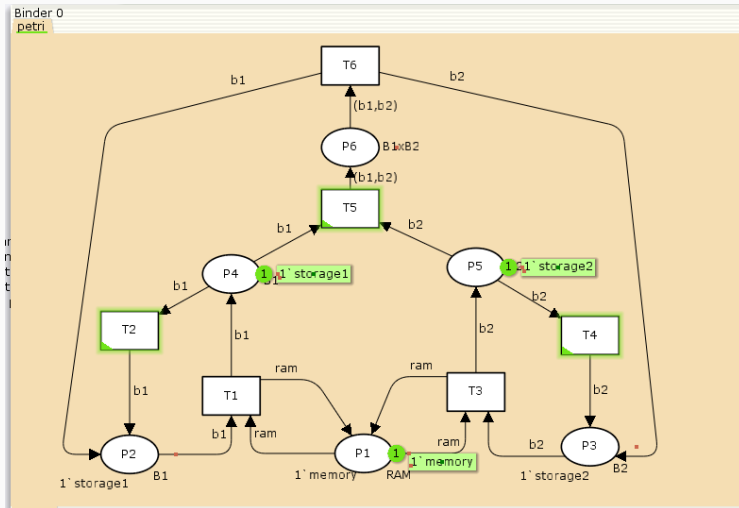 Binder 0
petri
T6
b1
b2
(b1,b2)
P6
B1xB2
(b1,b2)
T5
b1
b2
P4
1
1`storage1
B1
P5
1
1`storage2
b1
b2
T2
T4
b1
b2
ram
ram
T1
T3
b1
b2
b1
ram
ram
b2
P2
P1
1
1`memory
P3
1`storage1
B1
1`memory
RAM
1`storage2
B2